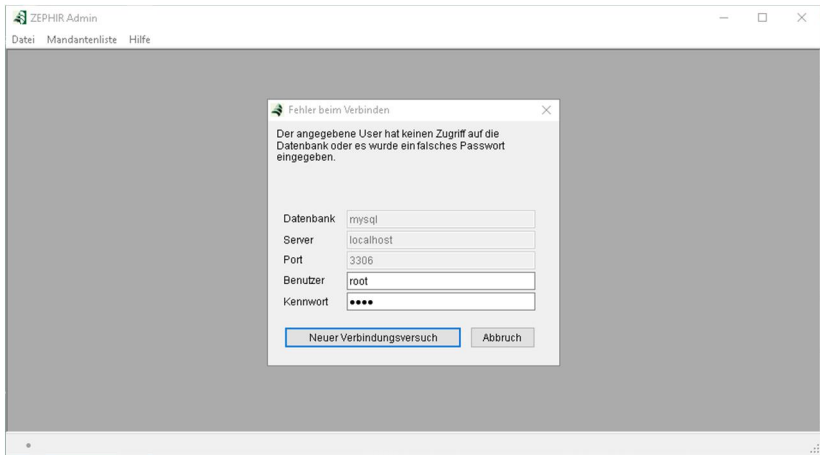 ZEPHIR Admin
Datei Mandantenliste Hilfe
Fehler beim Verbinden
Der angegebene User hat keinen Zugriff auf die
Datenbank oder es wurde ein falsches Passwort
eingegeben.
Datenbank mysql
Server localhost
Port 3306
Benutzer root
Kennwort ••••
Neuer Verbindungsversuch Abbruch